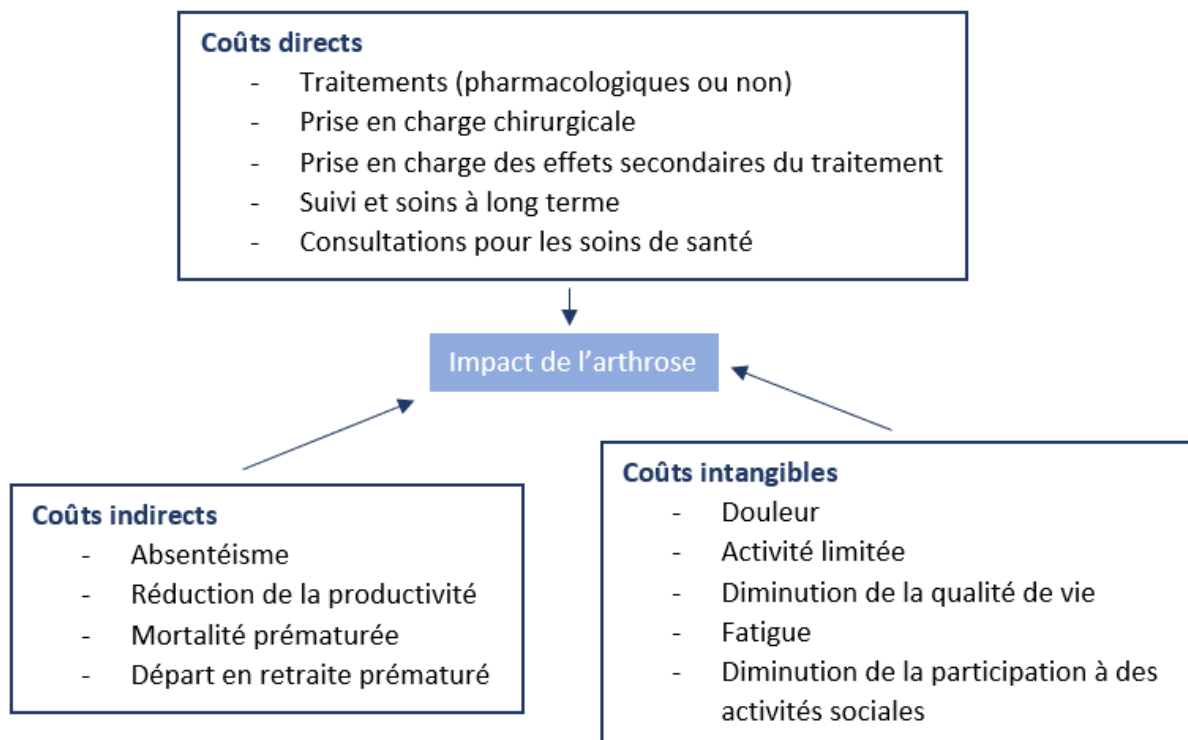 Coûts directs
- Traitements (pharmacologiques ou non)
- Prise en charge chirurgicale
- Prise en charge des effets secondaires du traitement
- Suivi et soins à long terme
- Consultations pour les soins de santé
Impact de l'arthrose
Coûts indirects
- Absentéisme
- Réduction de la productivité
- Mortalité prématurée
- Départ en retraite prématuré
Coûts intangibles
- Douleur
- Activité limitée
- Diminution de la qualité de vie
- Fatigue
- Diminution de la participation à des
activités sociales